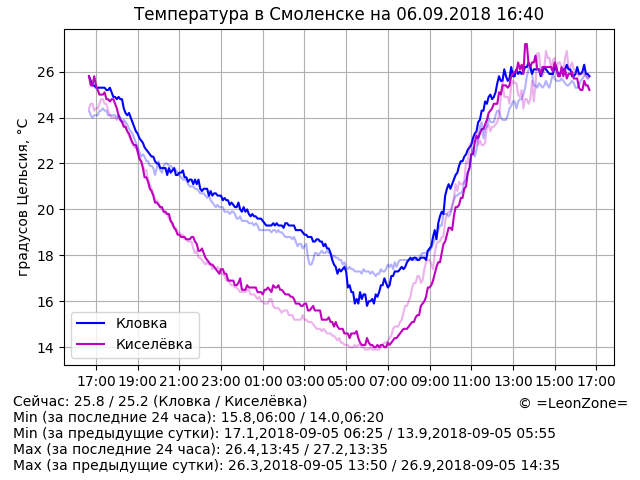 Температура в Смоленске на 06.09.2018 16:40
градусов Цельсия, °C
26
24
22
20
18
16
14
Кловка
Киселёвка
17:00 19:00 21:00 23:00 01:00 03:00 05:00 07:00 09:00 11:00 13:00 15:00 17:00
Сейчас: 25.8 / 25.2 (Кловка / Киселёвка)
© =LeonZone=
Min (за последние 24 часа): 15.8,06:00 / 14.0,06:20
Min (за предыдущие сутки): 17.1,2018-09-05 06:25 / 13.9,2018-09-05 05:55
Max (за последние 24 часа): 26.4,13:45 / 27.2,13:35
Max (за предыдущие сутки): 26.3,2018-09-05 13:50 / 26.9,2018-09-05 14:35